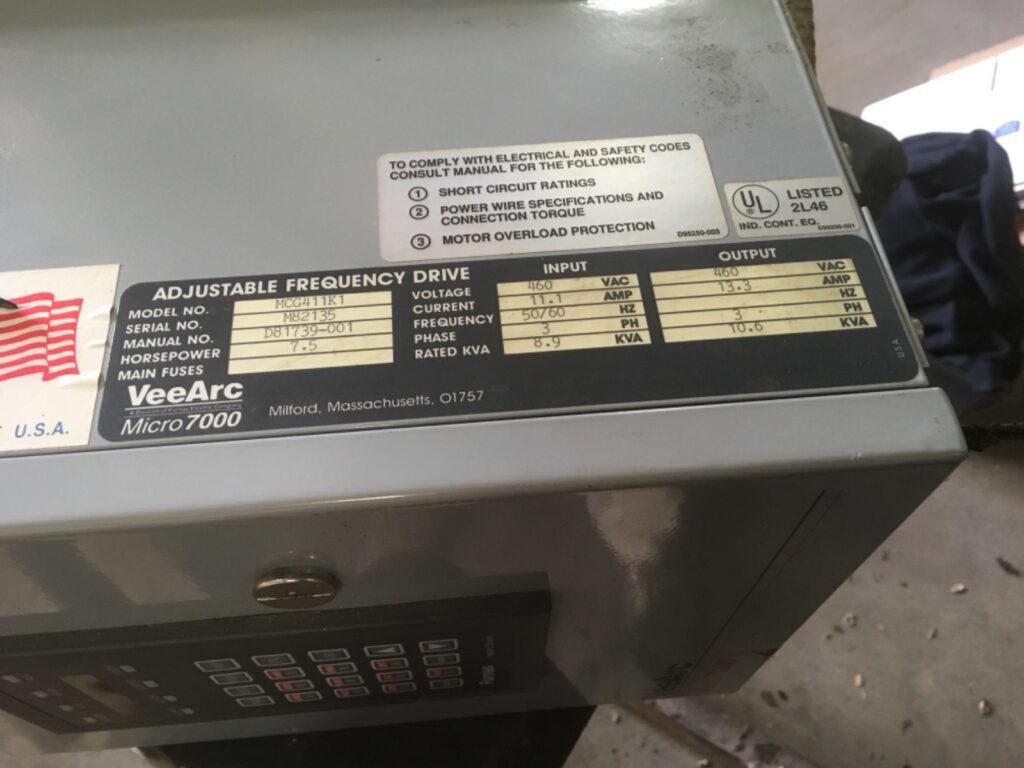 TO COMPLY WITH ELECTRICAL AND SAFETY CODES
CONSULT MANUAL FOR THE FOLLOWING:
1 SHORT CIRCUIT RATINGS
2 POWER WIRE SPECIFICATIONS AND
CONNECTION TORQUE
3 MOTOR OVERLOAD PROTECTION
D95250-003
UL ® LISTED
2L46
IND. CONT. EQ.
D95250-001
ADJUSTABLE FREQUENCY DRIVE
MODEL NO. MCG411K1
SERIAL NO. M82135
MANUAL NO. D81739-001
HORSEPOWER 7.5
MAIN FUSES
INPUT OUTPUT
VOLTAGE 460 VAC 460 VAC
CURRENT 11.1 AMP 13.3 AMP
FREQUENCY 50/60 HZ HZ
PHASE 3 PH 3 PH
RATED KVA 8.9 KVA 10.6 KVA
USA
VeeArc
Micro7000
Milford, Massachusetts, 01757
U.S.A.